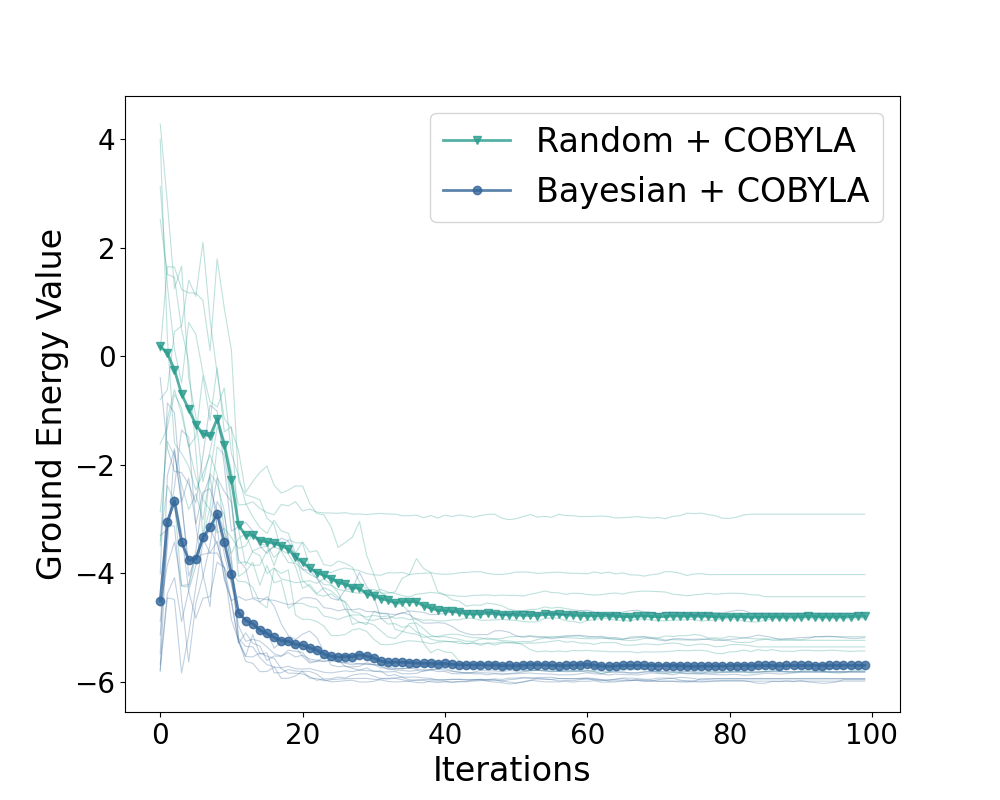 Random + COBYLA
Bayesian + COBYLA
Ground Energy Value
4
2
0
−2
−4
−6
0 20 40 60 80 100
Iterations